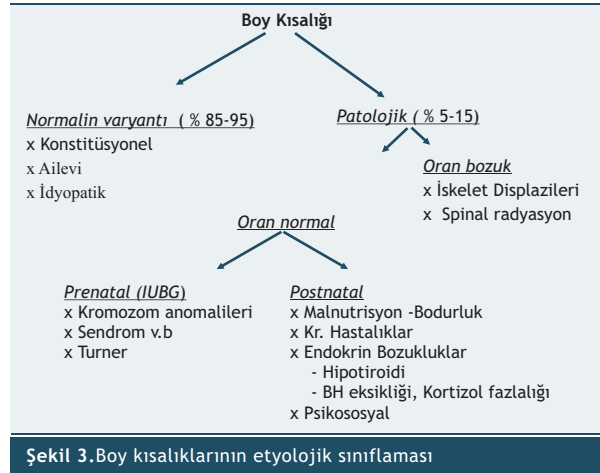 Boy Kısalığı
Normalin varyantı ( % 85-95)
x Konstitüsyonel
x Ailevi
x İdyopatik
Patolojik ( % 5-15)
Oran bozuk
x İskelet Displazileri
x Spinal radyasyon
Oran normal
Prenatal (IUBG)
x Kromozom anomalileri
x Sendrom v.b
x Turner
Postnatal
x Malnutrisyon -Bodurluk
x Kr. Hastalıklar
x Endokrin Bozukluklar
- Hipotiroidi
- BH eksikliği, Kortizol fazlalığı
x Psikososyal
Şekil 3.Boy kısalıklarının etyolojik sınıflaması